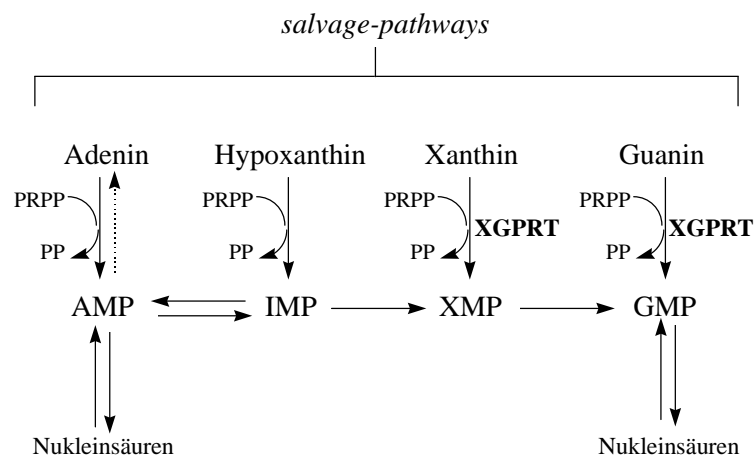 salvage-pathways
Adenin Hypoxanthin Xanthin Guanin
PRPP PRPP PRPP PRPP
XGPRT XGPRT
PP PP PP PP
AMP IMP XMP GMP
Nukleinsäuren Nukleinsäuren